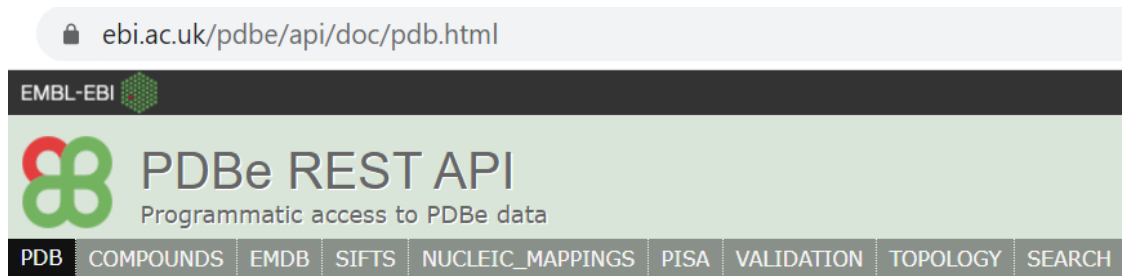 ebi.ac.uk/pdbe/api/doc/pdb.html
EMBL-EBI
PDBe REST API
Programmatic access to PDBe data
PDB COMPOUNDS EMDB SIFTS NUCLEIC_MAPPINGS PISA VALIDATION TOPOLOGY SEARCH